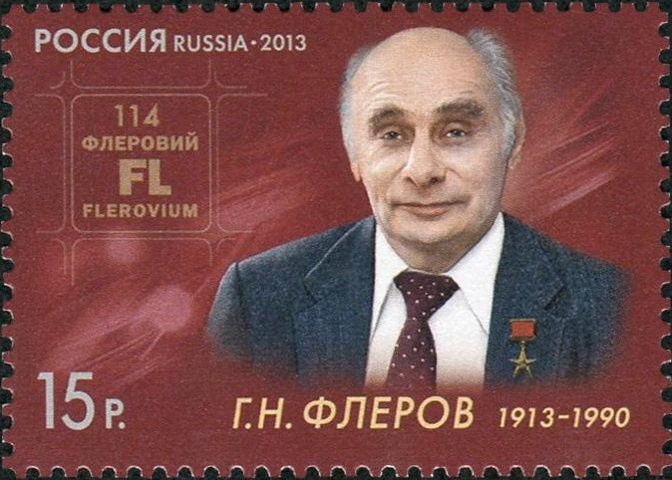 РОССИЯ RUSSIA•2013
114
ФЛЕРОВИЙ
FL
FLEROVIUM
15 Р.
Г.Н. ФЛЕРОВ 1913-1990